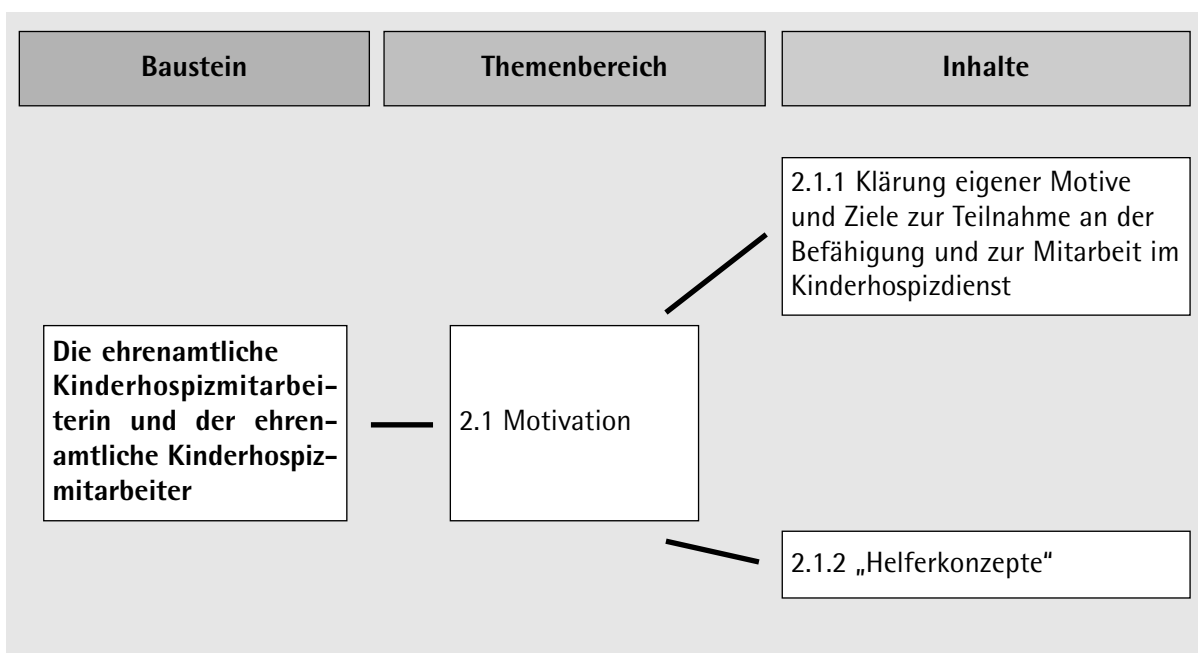 Baustein
Themenbereich
Inhalte
2.1.1 Klärung eigener Motive
und Ziele zur Teilnahme an der
Befähigung und zur Mitarbeit im
Kinderhospizdienst
Die ehrenamtliche
Kinderhospizmitarbei-
terin und der ehren-
amtliche Kinderhospiz-
mitarbeiter
2.1 Motivation
2.1.2 „Helferkonzepte"